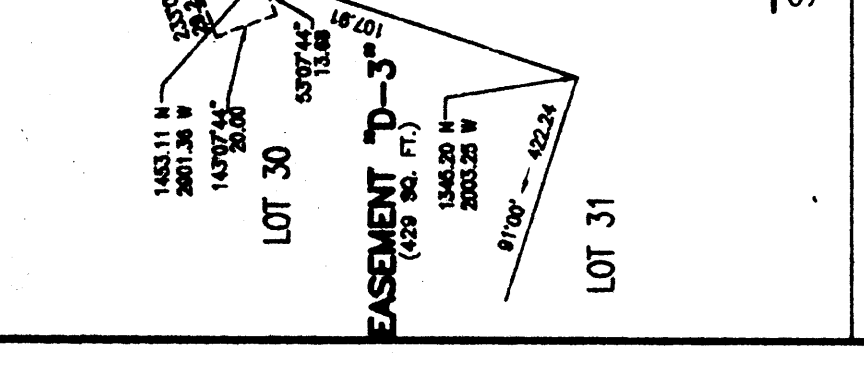 1453.11 N
2901.36 W
143°07'44"
20.00
LOT 30
53°07'44"
13.68
107.91
EASEMENT "D-3"
(429 SQ. FT.)
1345.20 N
2003.25 W
91°00' — 422.24
LOT 31